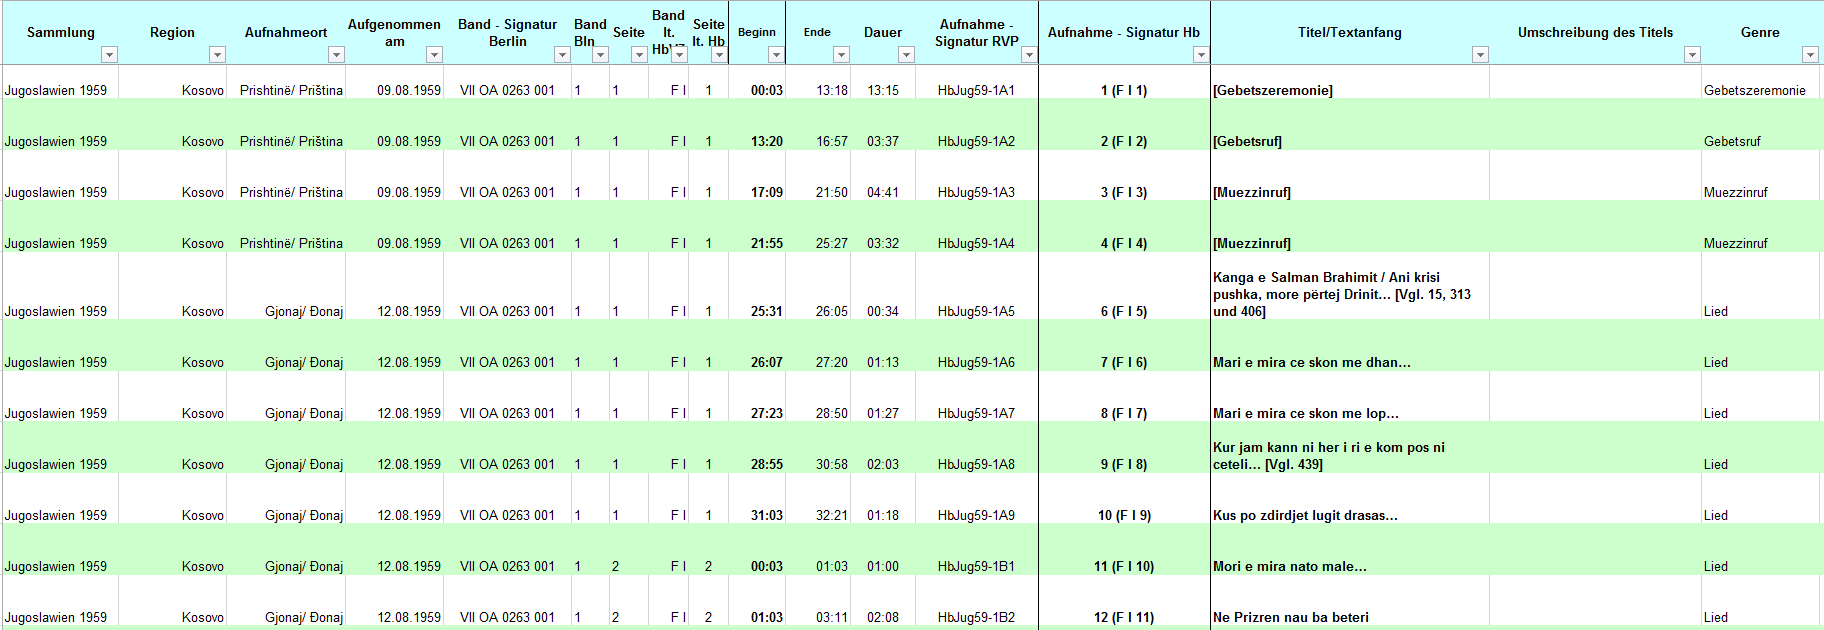 Sammlung Region Aufnahmeort Aufgenommen am Band - Signatur Berlin Band Bln Seite Band lt. HbVZ Seite lt. Hb Beginn Ende Dauer Aufnahme - Signatur RVP Aufnahme - Signatur Hb Titel/Textanfang Umschreibung des Titels Genre
Jugoslawien 1959 Kosovo Prishtinë/ Priština 09.08.1959 VII OA 0263 001 1 1 F I 1 00:03 13:18 13:15 HbJug59-1A1 1 (F I 1) [Gebetszeremonie] Gebetszeremonie
Jugoslawien 1959 Kosovo Prishtinë/ Priština 09.08.1959 VII OA 0263 001 1 1 F I 1 13:20 16:57 03:37 HbJug59-1A2 2 (F I 2) [Gebetsruf] Gebetsruf
Jugoslawien 1959 Kosovo Prishtinë/ Priština 09.08.1959 VII OA 0263 001 1 1 F I 1 17:09 21:50 04:41 HbJug59-1A3 3 (F I 3) [Muezzinruf] Muezzinruf
Jugoslawien 1959 Kosovo Prishtinë/ Priština 09.08.1959 VII OA 0263 001 1 1 F I 1 21:55 25:27 03:32 HbJug59-1A4 4 (F I 4) [Muezzinruf] Muezzinruf
Jugoslawien 1959 Kosovo Gjonaj/ Đonaj 12.08.1959 VII OA 0263 001 1 1 F I 1 25:31 26:05 00:34 HbJug59-1A5 6 (F I 5) Kanga e Salman Brahimit / Ani krisi pushka, more përtej Drinit... [Vgl. 15, 313 und 406] Lied
Jugoslawien 1959 Kosovo Gjonaj/ Đonaj 12.08.1959 VII OA 0263 001 1 1 F I 1 26:07 27:20 01:13 HbJug59-1A6 7 (F I 6) Mari e mira ce skon me dhan... Lied
Jugoslawien 1959 Kosovo Gjonaj/ Đonaj 12.08.1959 VII OA 0263 001 1 1 F I 1 27:23 28:50 01:27 HbJug59-1A7 8 (F I 7) Mari e mira ce skon me lop... Lied
Jugoslawien 1959 Kosovo Gjonaj/ Đonaj 12.08.1959 VII OA 0263 001 1 1 F I 1 28:55 30:58 02:03 HbJug59-1A8 9 (F I 8) Kur jam kann ni her i ri e kom pos ni ceteli... [Vgl. 439] Lied
Jugoslawien 1959 Kosovo Gjonaj/ Đonaj 12.08.1959 VII OA 0263 001 1 1 F I 1 31:03 32:21 01:18 HbJug59-1A9 10 (F I 9) Kus po zdirdjet lugit drasas... Lied
Jugoslawien 1959 Kosovo Gjonaj/ Đonaj 12.08.1959 VII OA 0263 001 1 2 F I 2 00:03 01:03 01:00 HbJug59-1B1 11 (F I 10) Mori e mira nato male... Lied
Jugoslawien 1959 Kosovo Gjonaj/ Đonaj 12.08.1959 VII OA 0263 001 1 2 F I 2 01:03 03:11 02:08 HbJug59-1B2 12 (F I 11) Ne Prizren nau ba beteri Lied